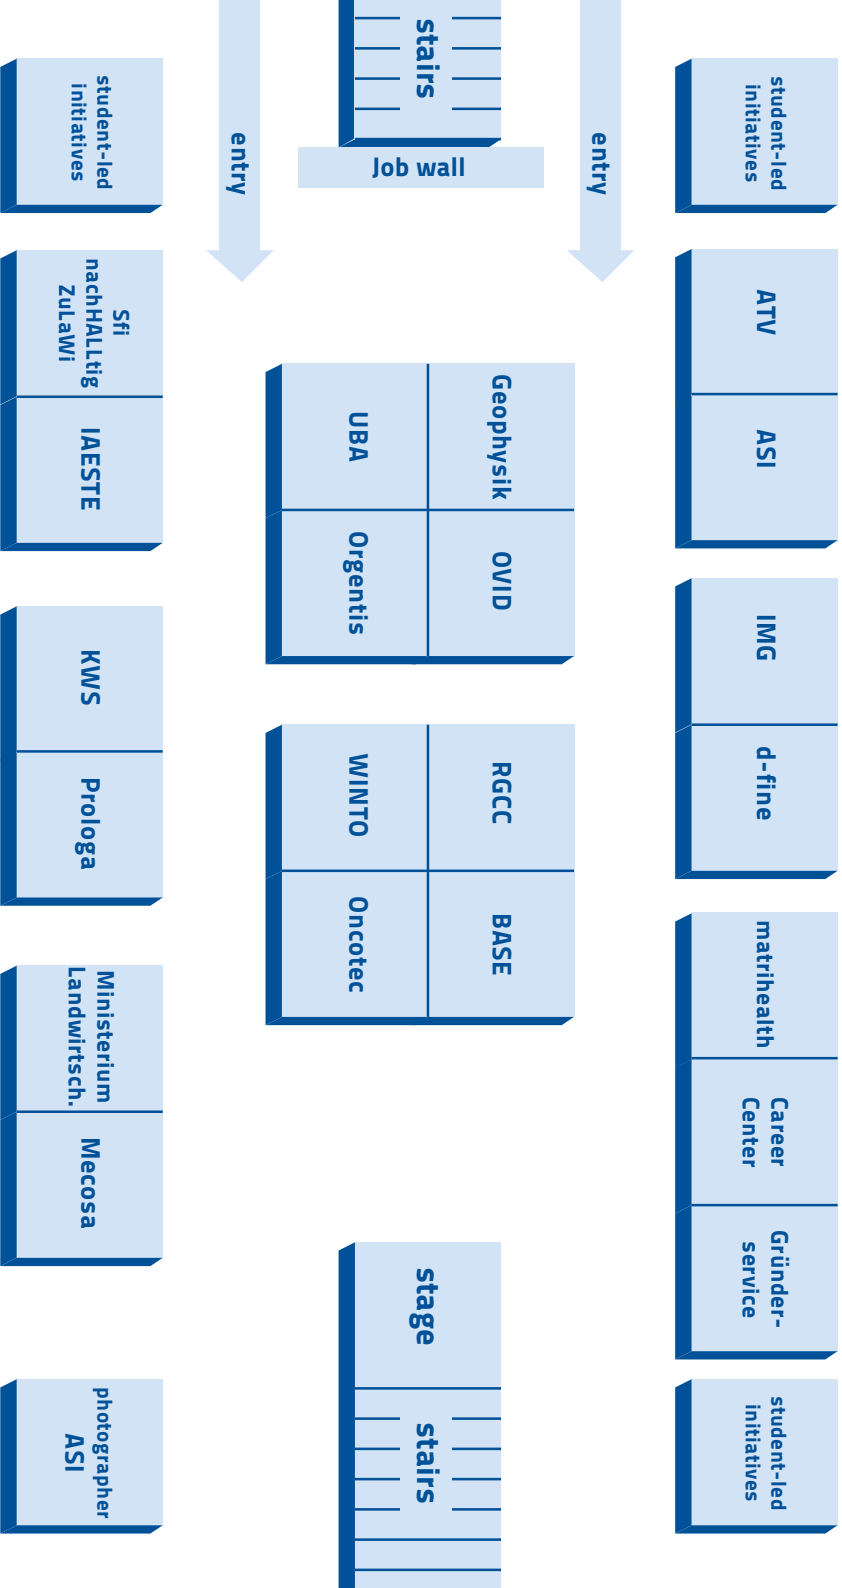 stairs
entry
entry
Job wall
student-led
initiatives
student-led
initiatives
Sfi
nachHALLtig
ZuLaWi
IAESTE
ATV
ASI
UBA
Geophysik
Orgentis
OVID
KWS
Prologa
IMG
d-fine
WINTO
RGCC
Oncotec
BASE
Ministerium
Landwirtsch.
Mecosa
matrihealth
Career
Center
Gründer-
service
stage
stairs
photographer
ASI
student-led
initiatives